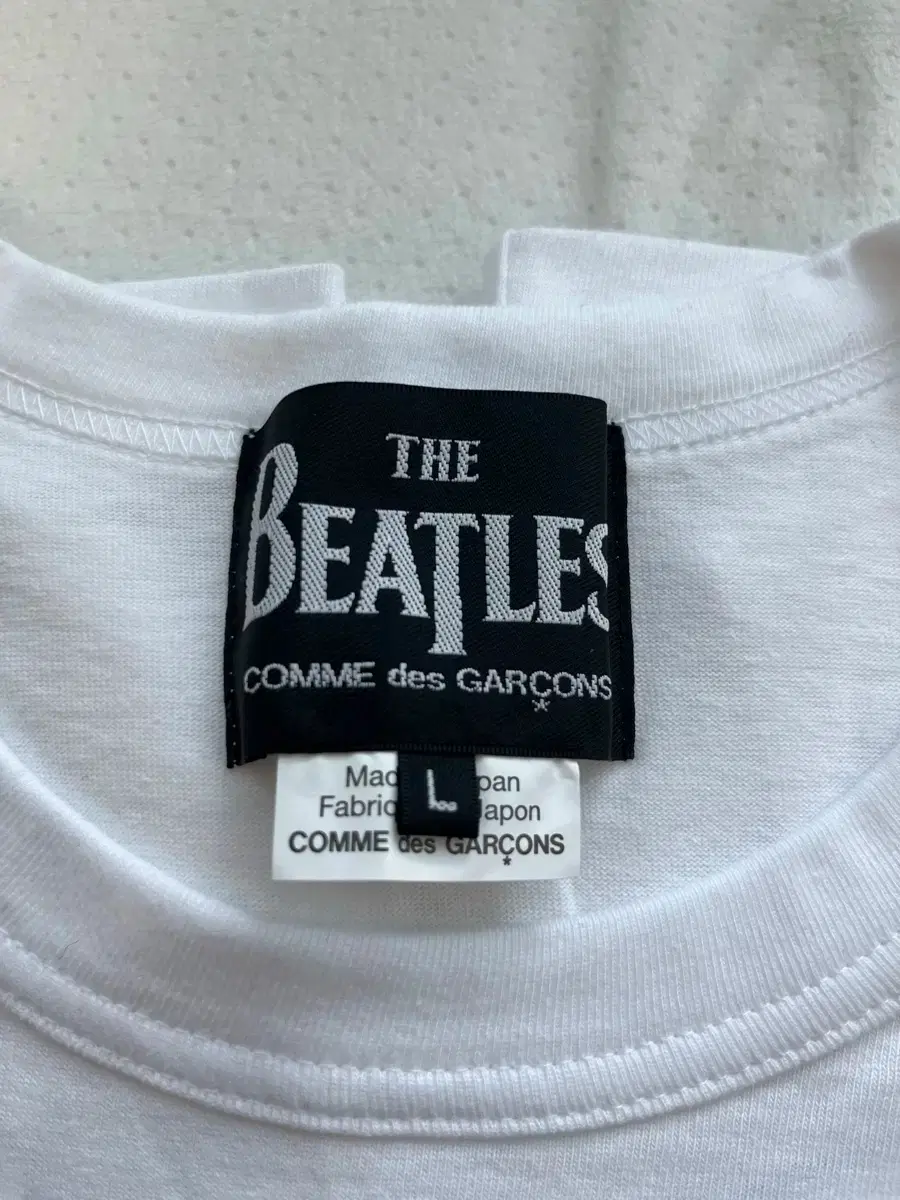 THE
BEATLES
COMME des GARÇONS
*
L
COMME des GARÇONS
*